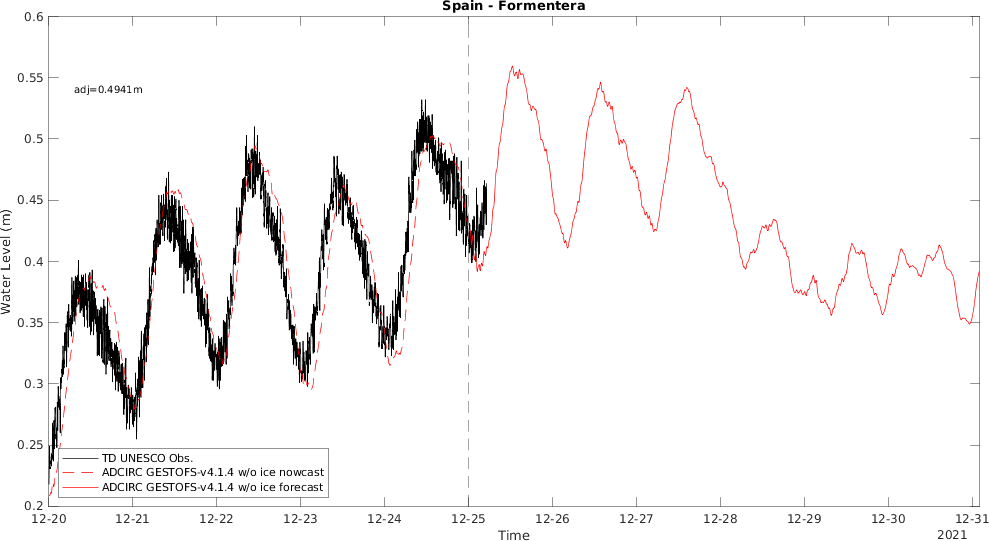 Spain - Formentera
0.6
0.55
0.5
0.45
0.4
0.35
0.3
0.25
0.2
Water Level (m)
adj=0.4941m
TD UNESCO Obs.
ADCIRC GESTOFS-v4.1.4 w/o ice nowcast
ADCIRC GESTOFS-v4.1.4 w/o ice forecast
12-20 12-21 12-22 12-23 12-24 12-25 12-26 12-27 12-28 12-29 12-30 12-31
Time
2021